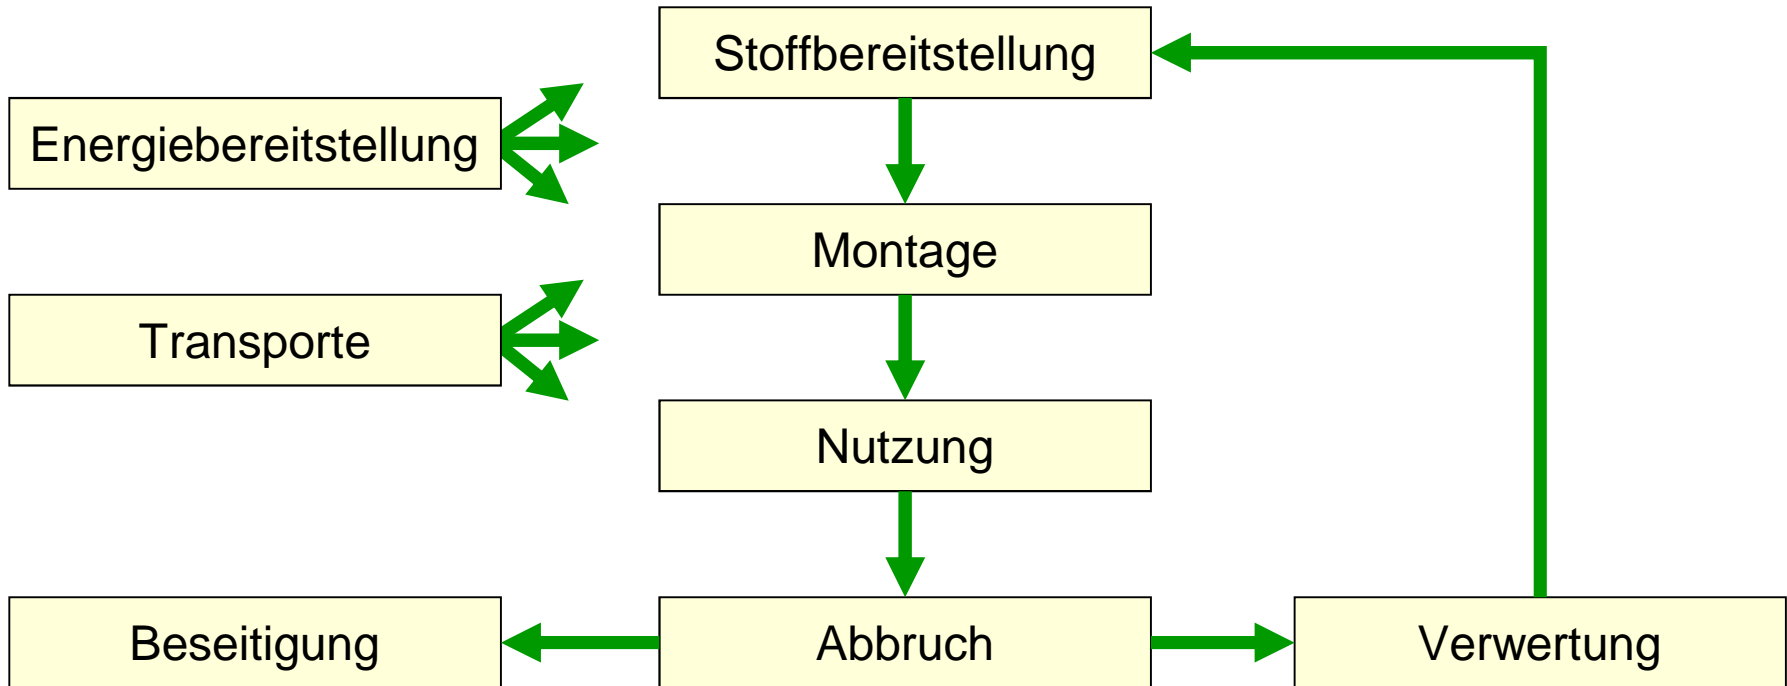 Stoffbereitstellung
Energiebereitstellung
Montage
Transporte
Nutzung
Beseitigung
Abbruch
Verwertung